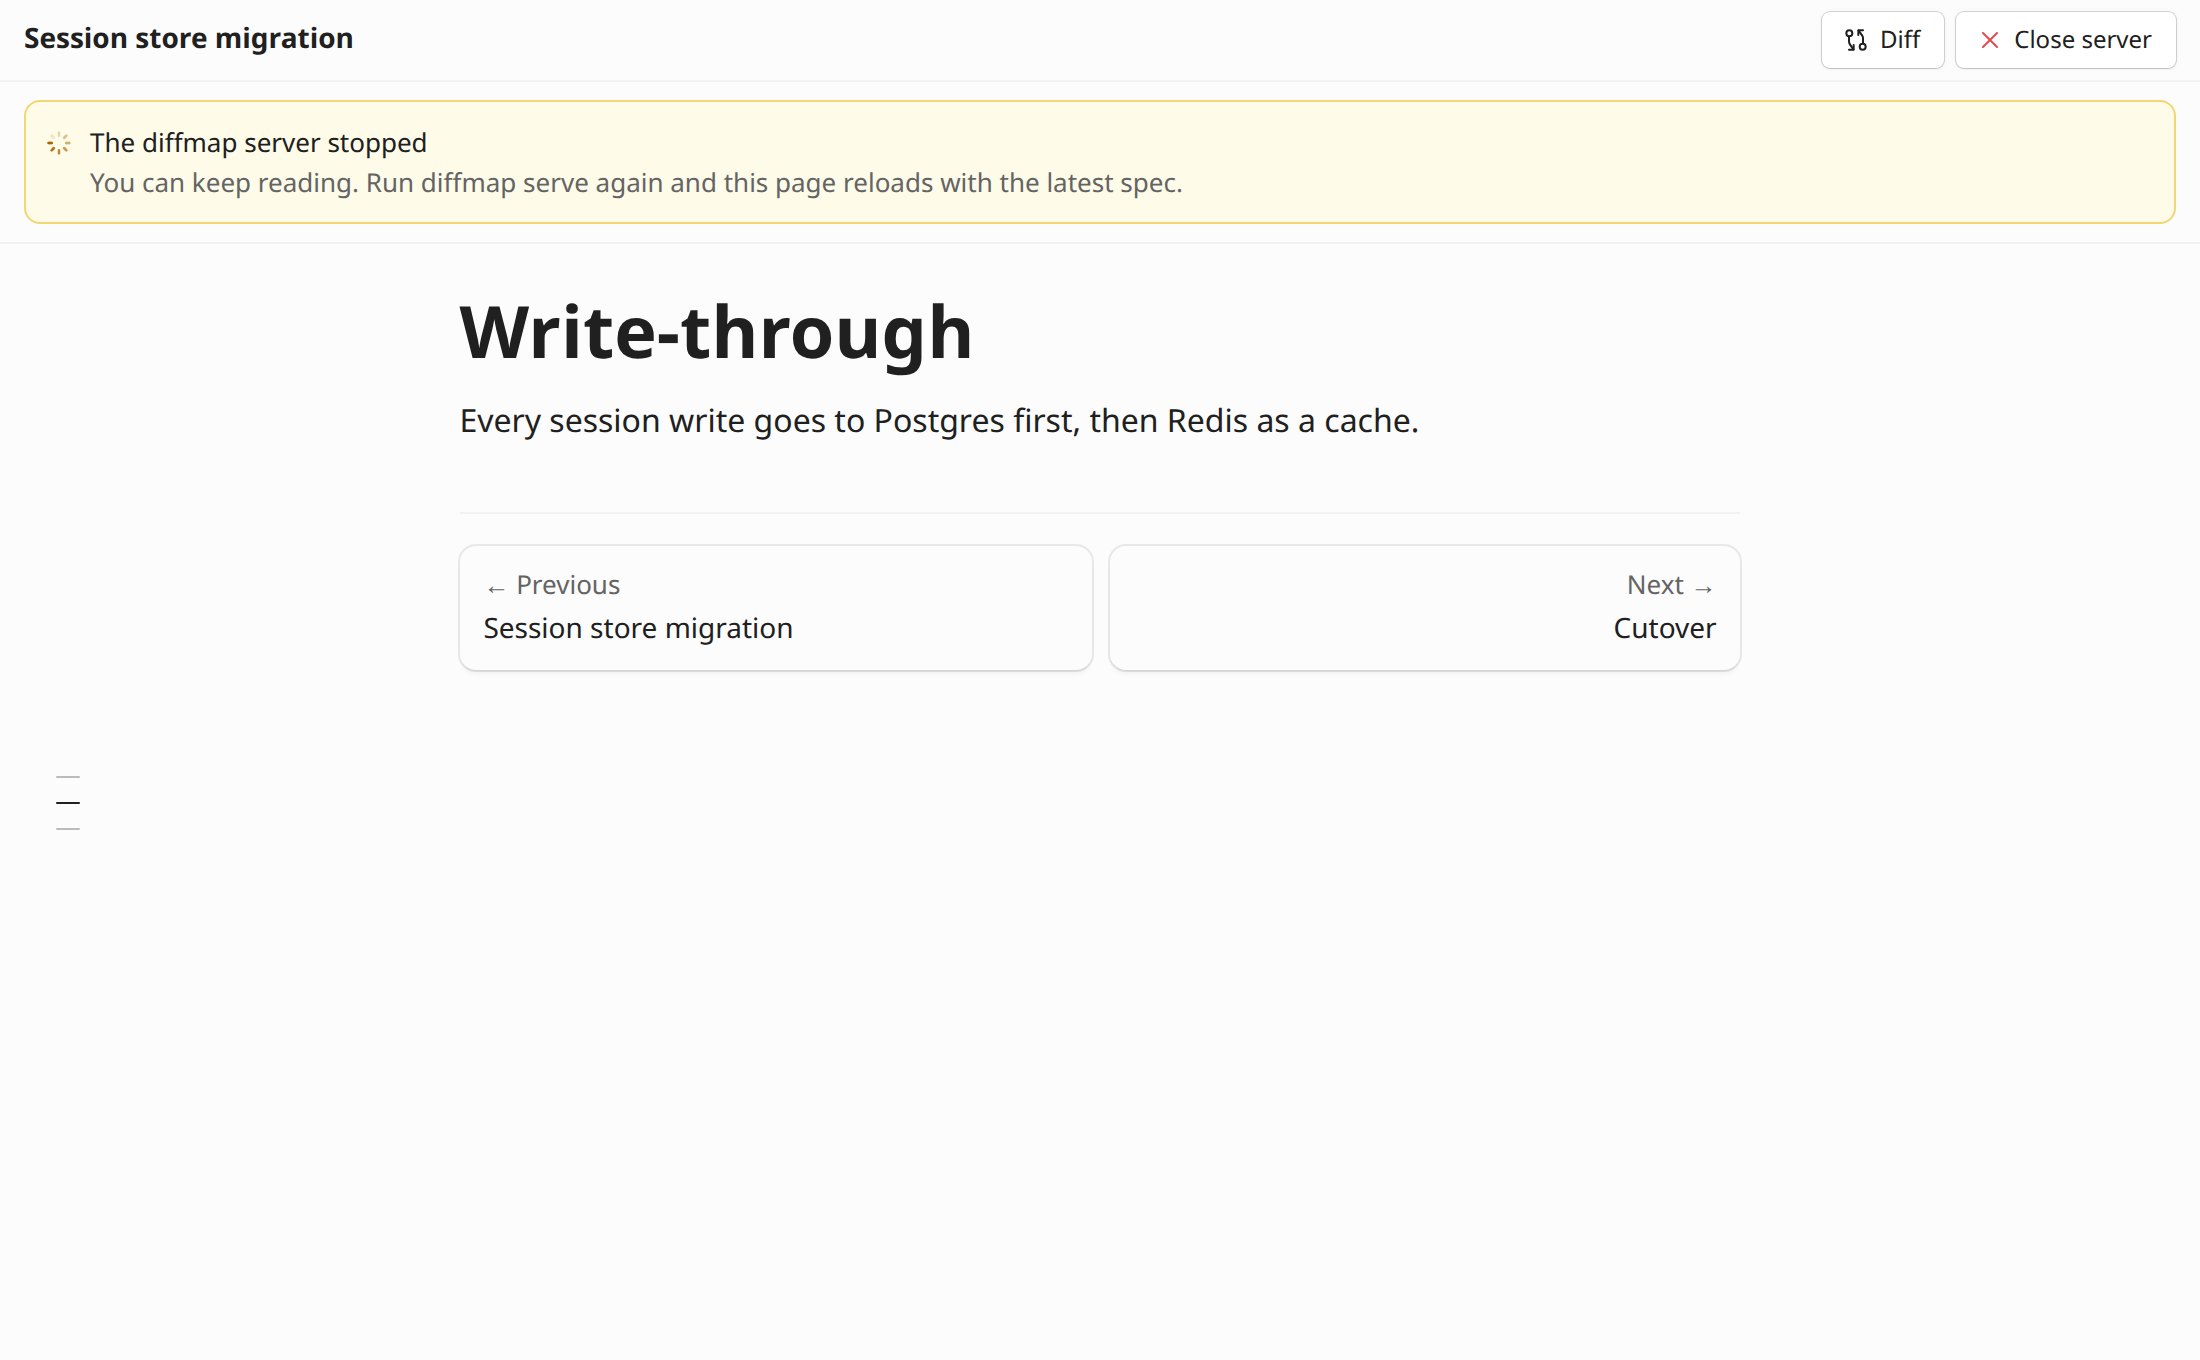 Session store migration
Diff
Close server
The diffmap server stopped
You can keep reading. Run diffmap serve again and this page reloads with the latest spec.
Write-through
Every session write goes to Postgres first, then Redis as a cache.
← Previous
Session store migration
Next →
Cutover